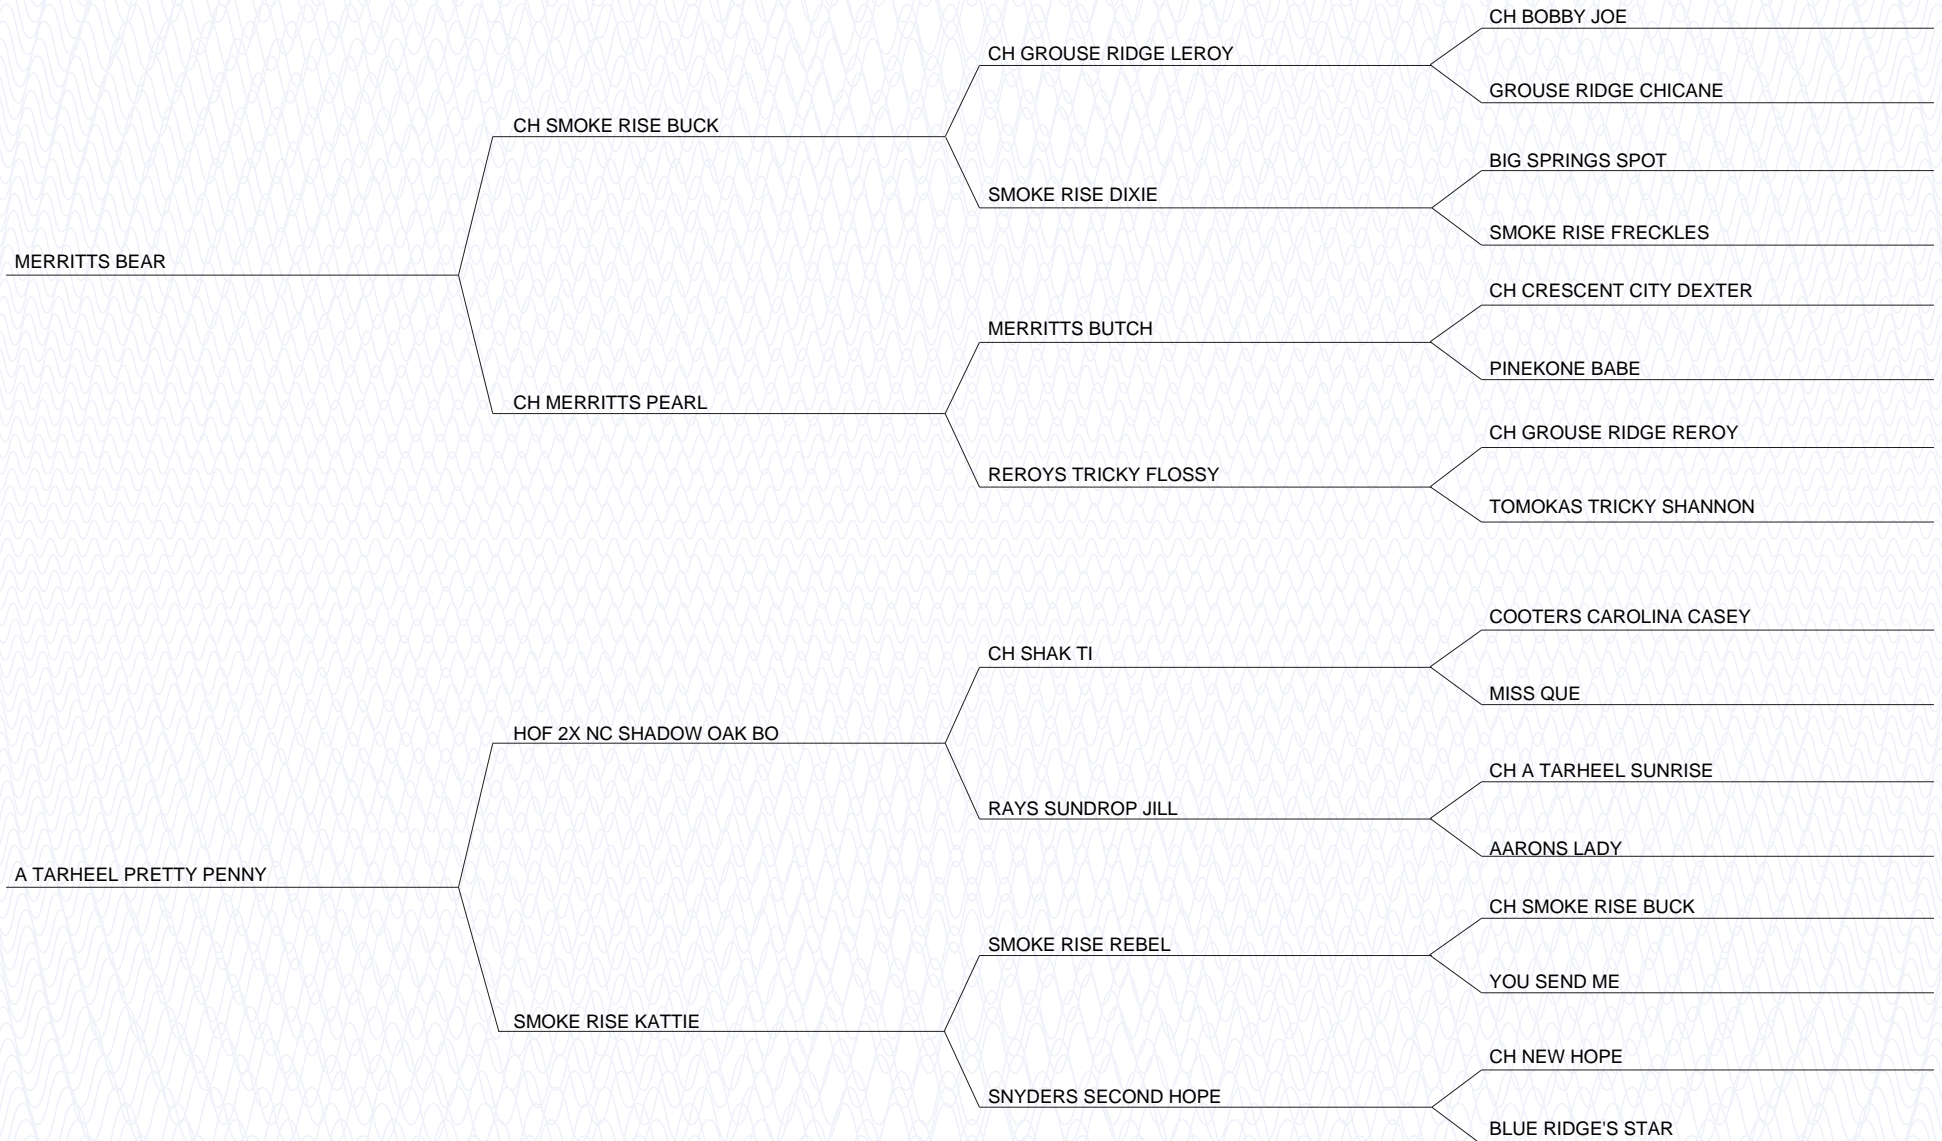 CH BOBBY JOE
CH GROUSE RIDGE LEROY
GROUSE RIDGE CHICANE
CH SMOKE RISE BUCK
BIG SPRINGS SPOT
SMOKE RISE DIXIE
SMOKE RISE FRECKLES
MERRITTS BEAR
CH CRESCENT CITY DEXTER
MERRITTS BUTCH
PINEKONE BABE
CH MERRITTS PEARL
CH GROUSE RIDGE REROY
REROYS TRICKY FLOSSY
TOMOKAS TRICKY SHANNON
COOTERS CAROLINA CASEY
CH SHAK TI
MISS QUE
HOF 2X NC SHADOW OAK BO
CH A TARHEEL SUNRISE
RAYS SUNDROP JILL
AARONS LADY
A TARHEEL PRETTY PENNY
CH SMOKE RISE BUCK
SMOKE RISE REBEL
YOU SEND ME
SMOKE RISE KATTIE
CH NEW HOPE
SNYDERS SECOND HOPE
BLUE RIDGE'S STAR